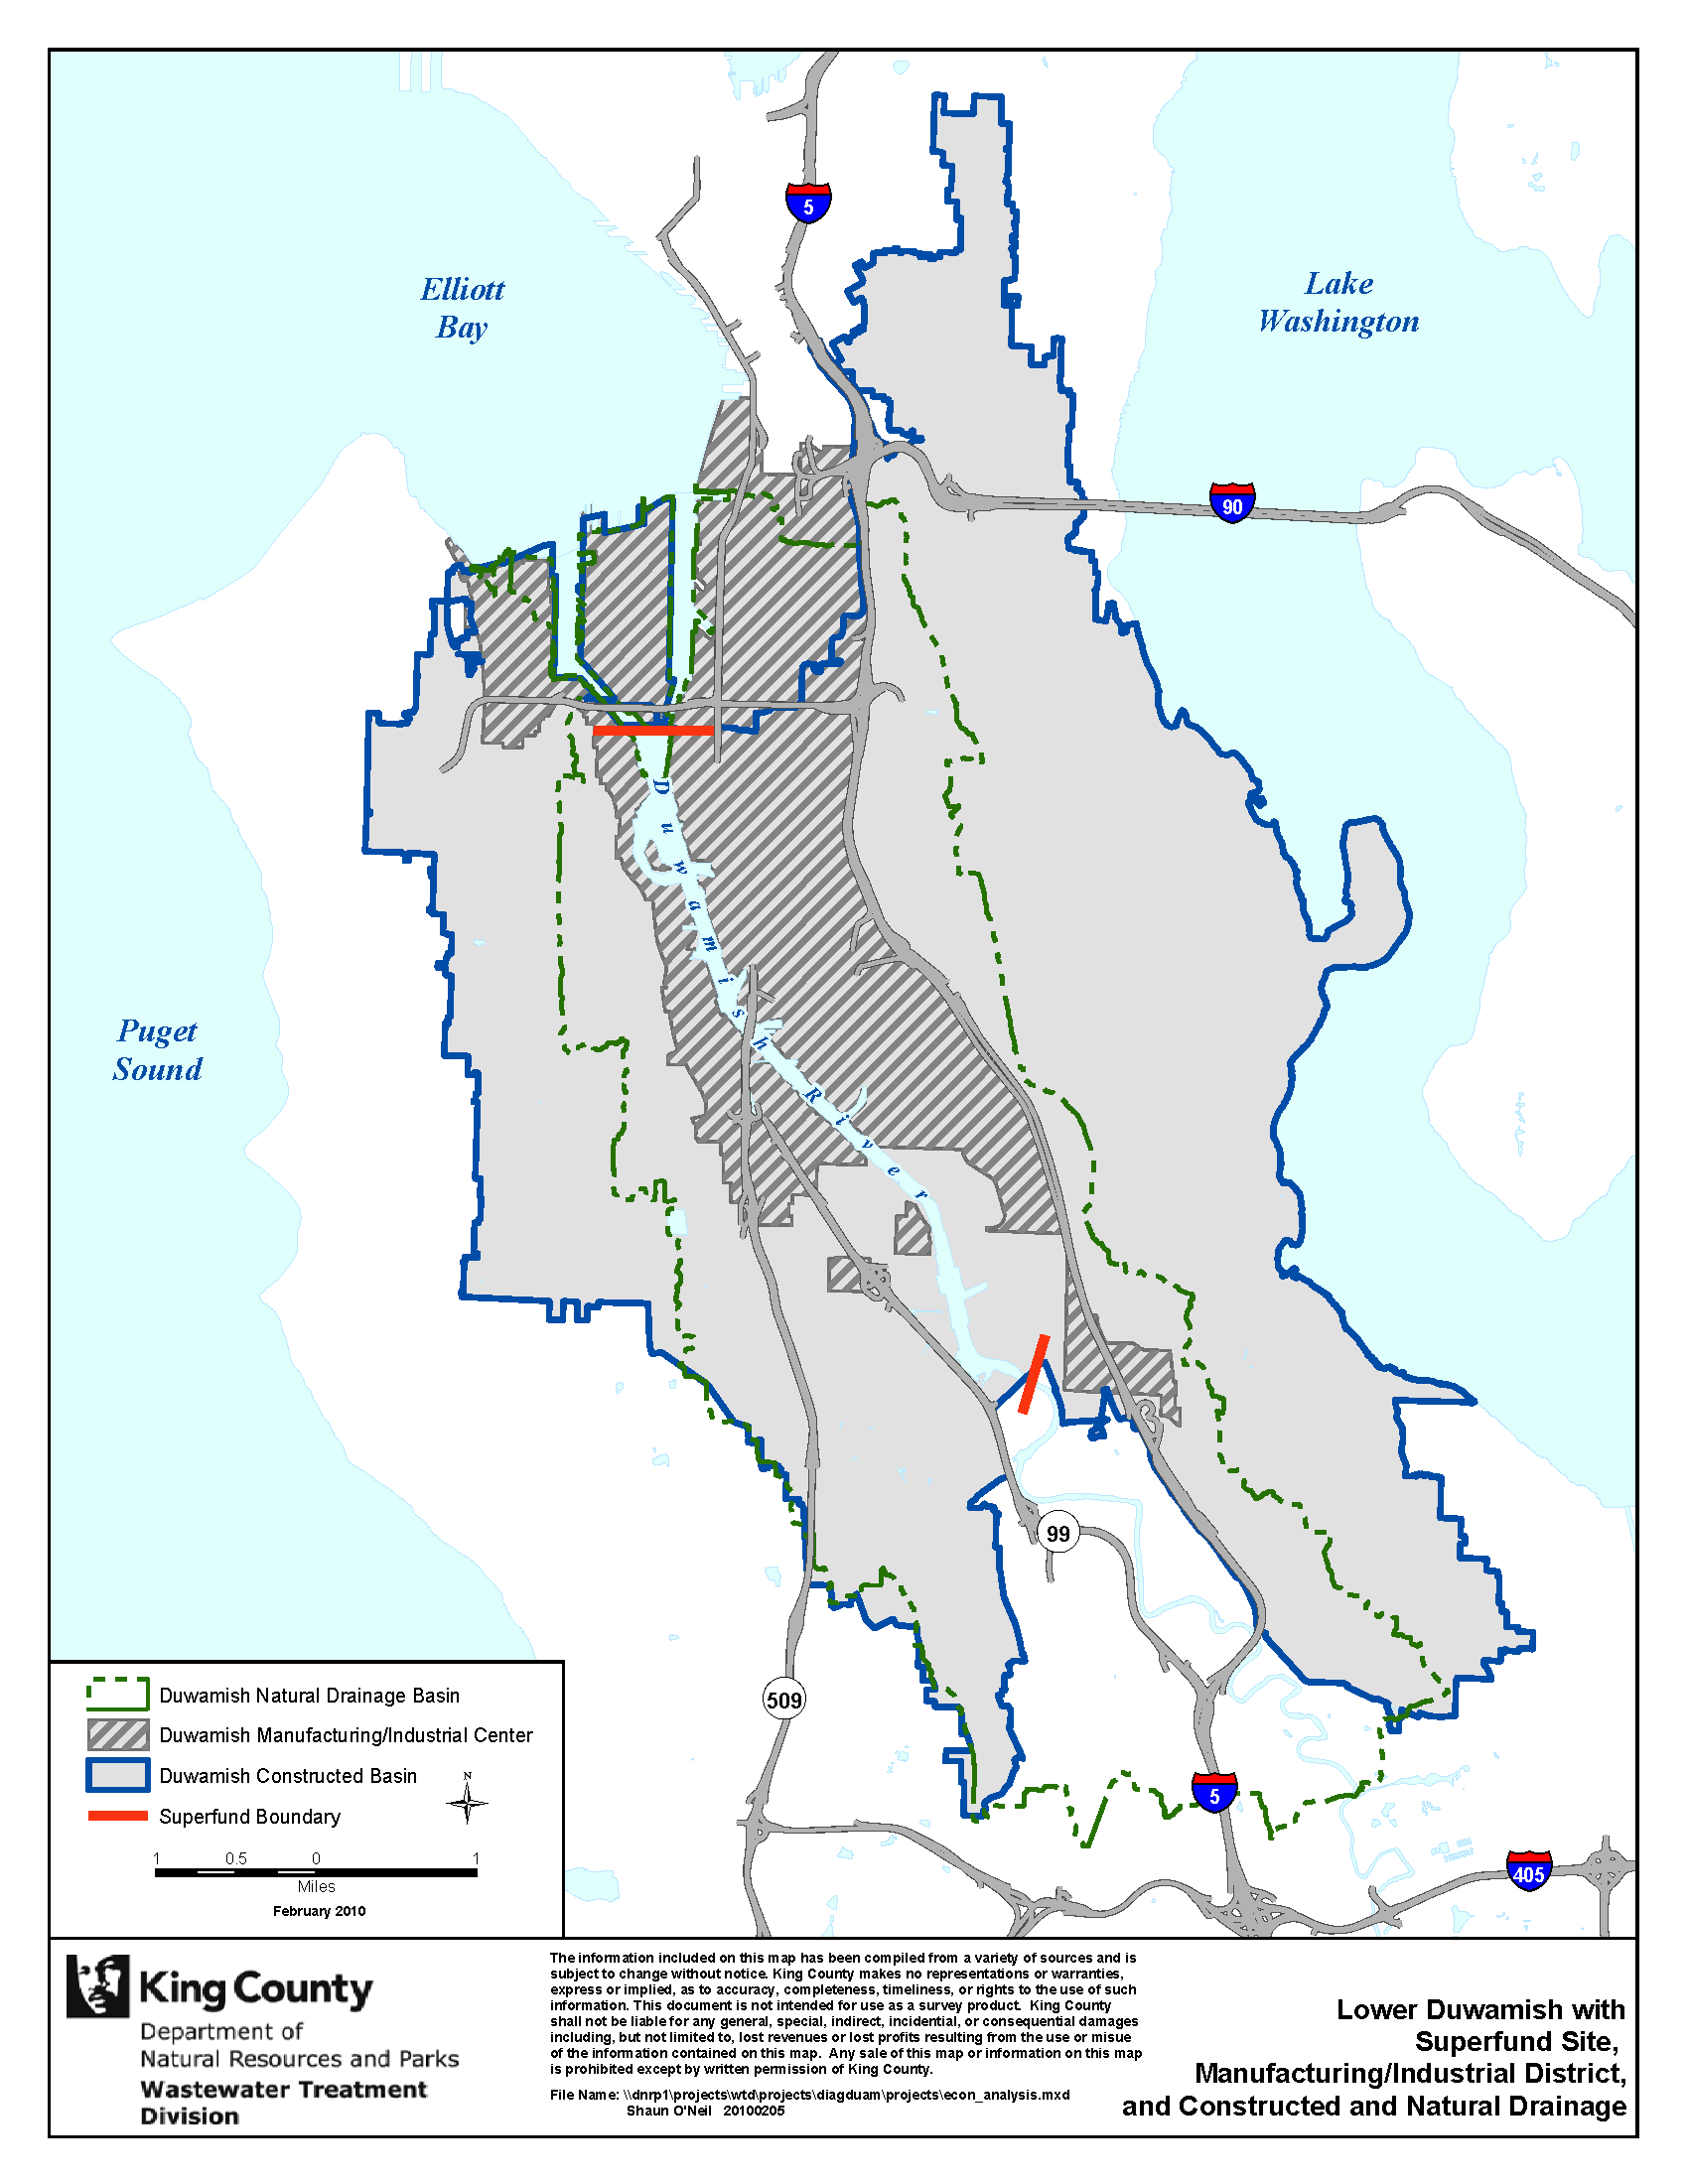 5
Elliott
Bay
Lake
Washington
90
Duwamish River
Puget
Sound
99
509
5
405
Duwamish Natural Drainage Basin
Duwamish Manufacturing/Industrial Center
Duwamish Constructed Basin
N
Superfund Boundary
1 0.5 0 1
Miles
February 2010
King County
Department of
Natural Resources and Parks
Wastewater Treatment
Division
The information included on this map has been compiled from a variety of sources and is
subject to change without notice. King County makes no representations or warranties,
express or implied, as to accuracy, completeness, timeliness, or rights to the use of such
information. This document is not intended for use as a survey product. King County
shall not be liable for any general, special, indirect, incidential, or consequential damages
including, but not limited to, lost revenues or lost profits resulting from the use or misue
of the information contained on this map. Any sale of this map or information on this map
is prohibited except by written permission of King County.
File Name: \\dnrp1\projects\wtd\projects\diagduam\projects\econ_analysis.mxd
Shaun O'Neil 20100205
Lower Duwamish with
Superfund Site,
Manufacturing/Industrial District,
and Constructed and Natural Drainage